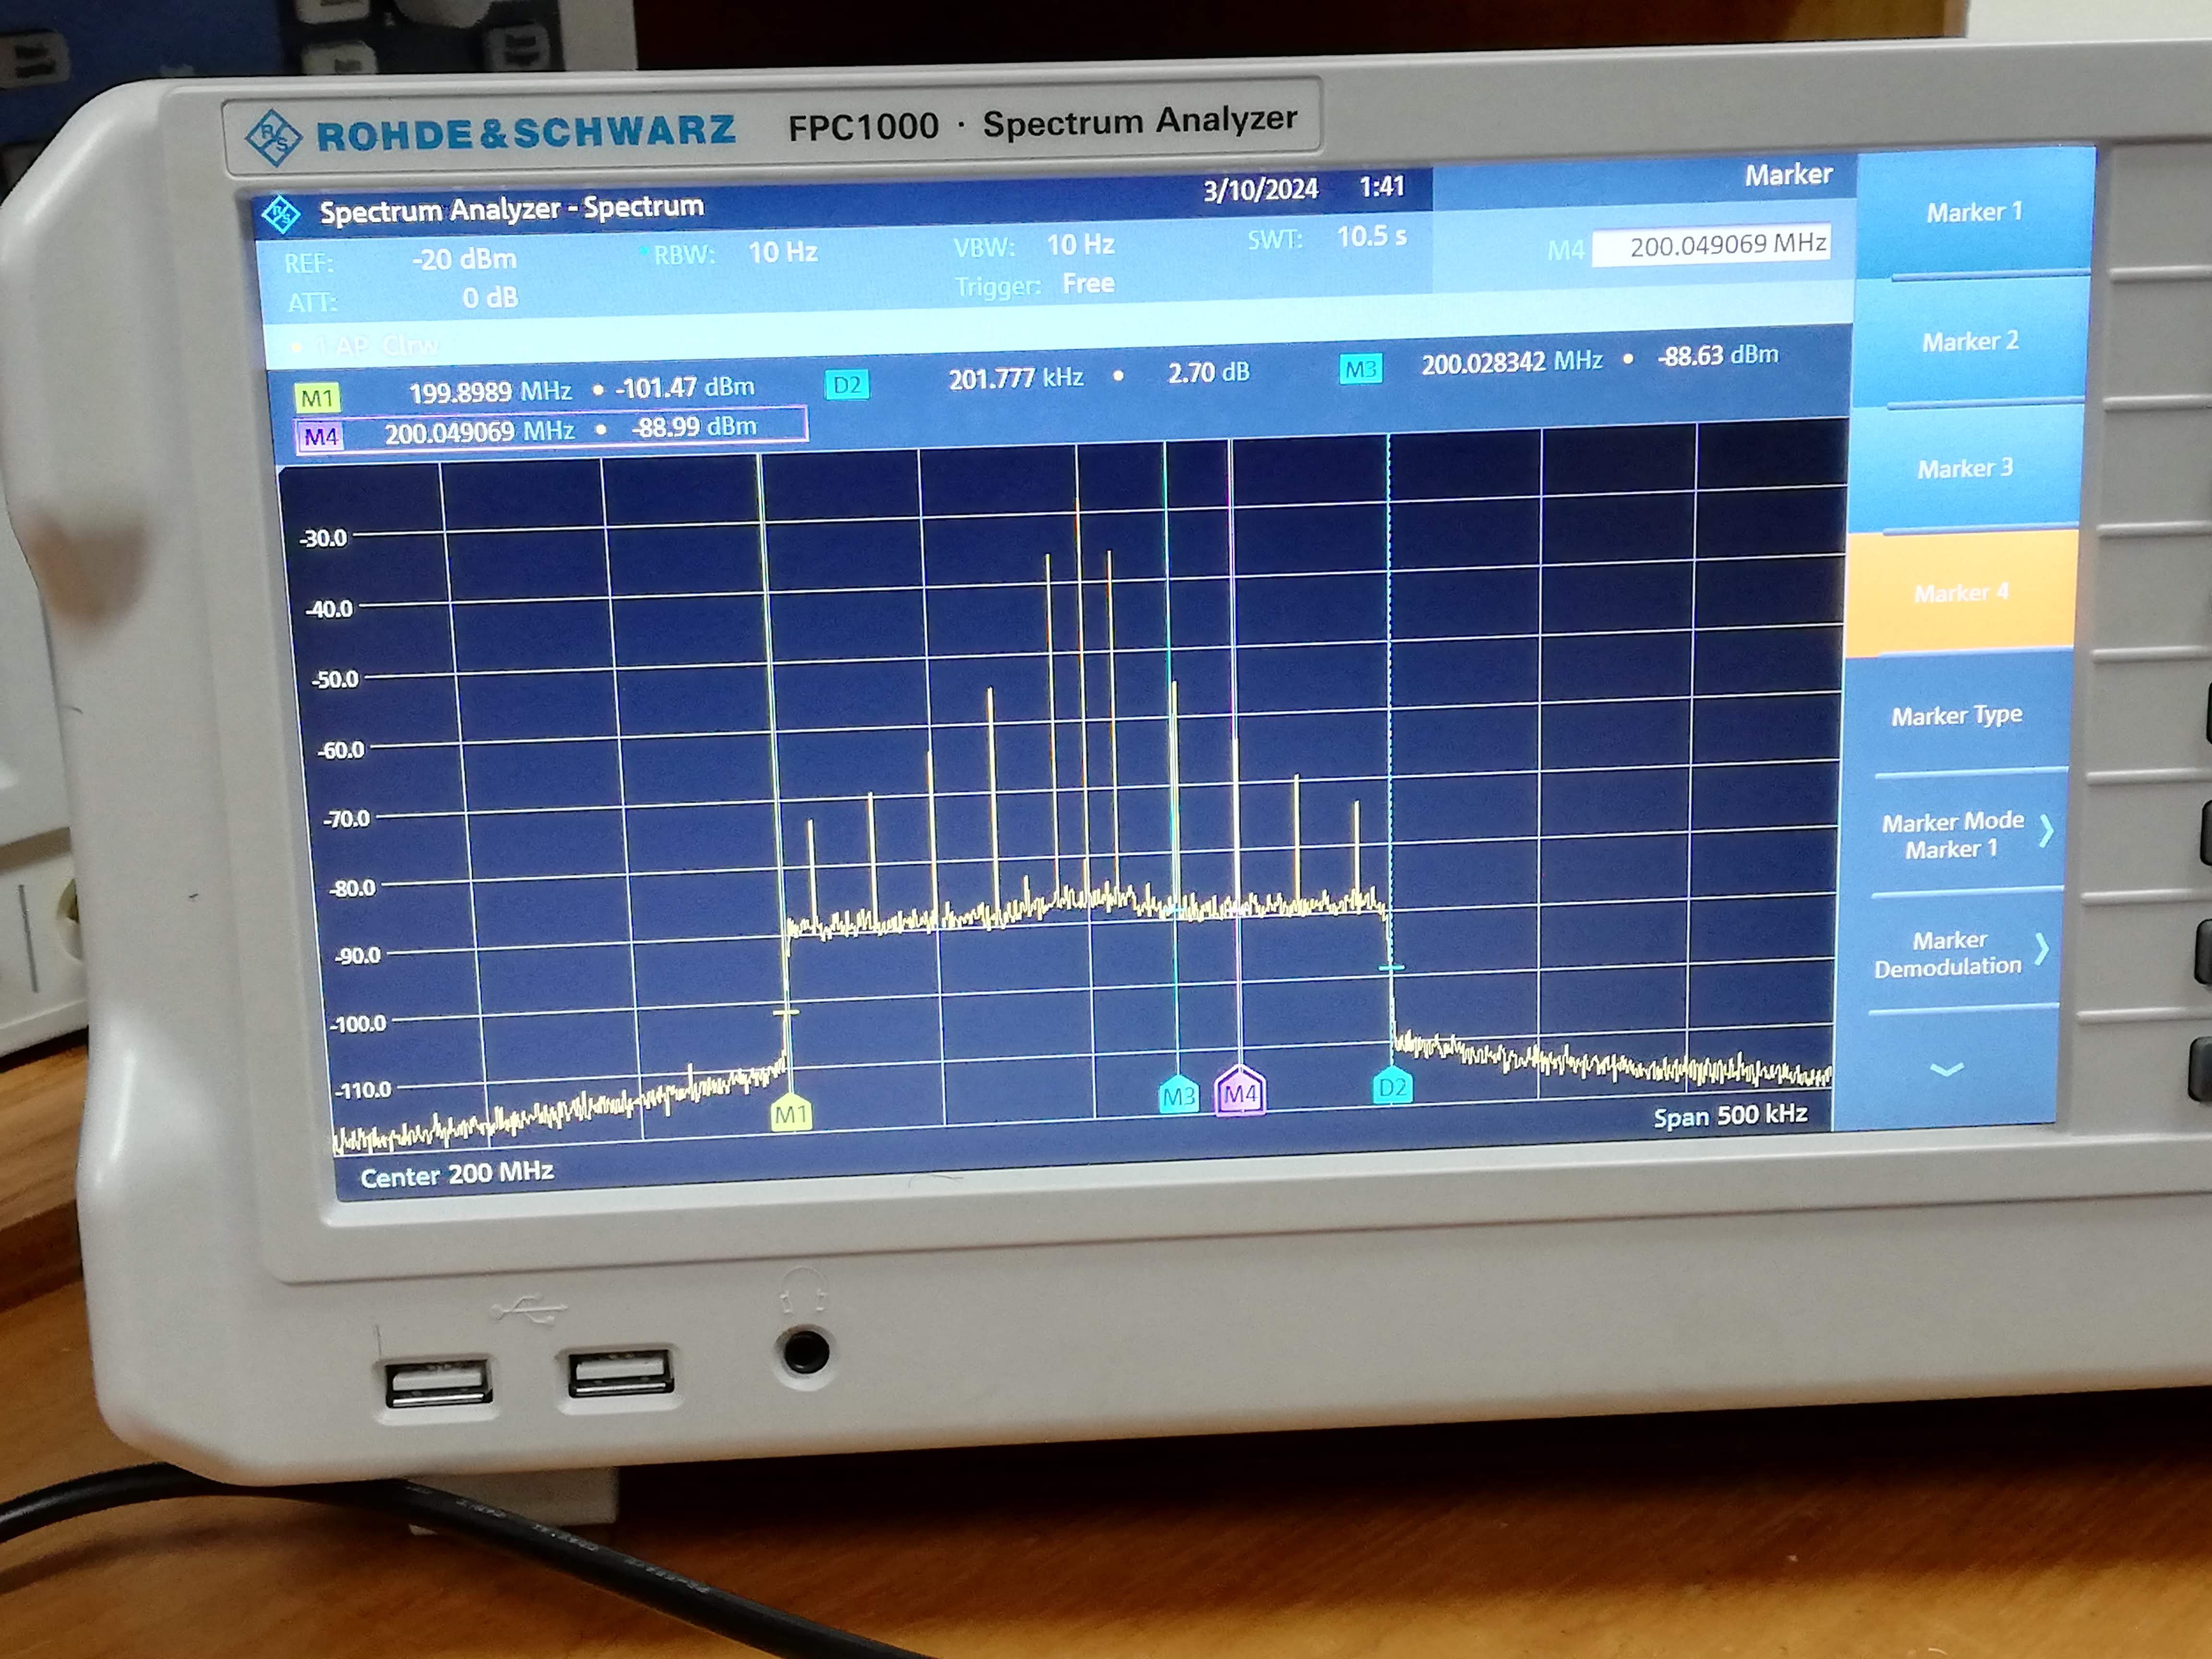 ROHDE&SCHWARZ FPC1000 · Spectrum Analyzer
Spectrum Analyzer - Spectrum 3/10/2024 1:41 Marker
REF: -20 dBm RBW: 10 Hz VBW: 10 Hz SWT: 10.5 s M4 200.049069 MHz
ATT: 0 dB Trigger: Free
1 AP Clrw
M1 199.8989 MHz • -101.47 dBm D2 201.777 kHz • 2.70 dB M3 200.028342 MHz • -88.63 dBm
M4 200.049069 MHz • -88.99 dBm
-30.0
-40.0
-50.0
-60.0
-70.0
-80.0
-90.0
-100.0
-110.0
M1 M3 M4 D2
Center 200 MHz Span 500 kHz
Marker 1
Marker 2
Marker 3
Marker 4
Marker Type
Marker Mode
Marker 1
Marker
Demodulation